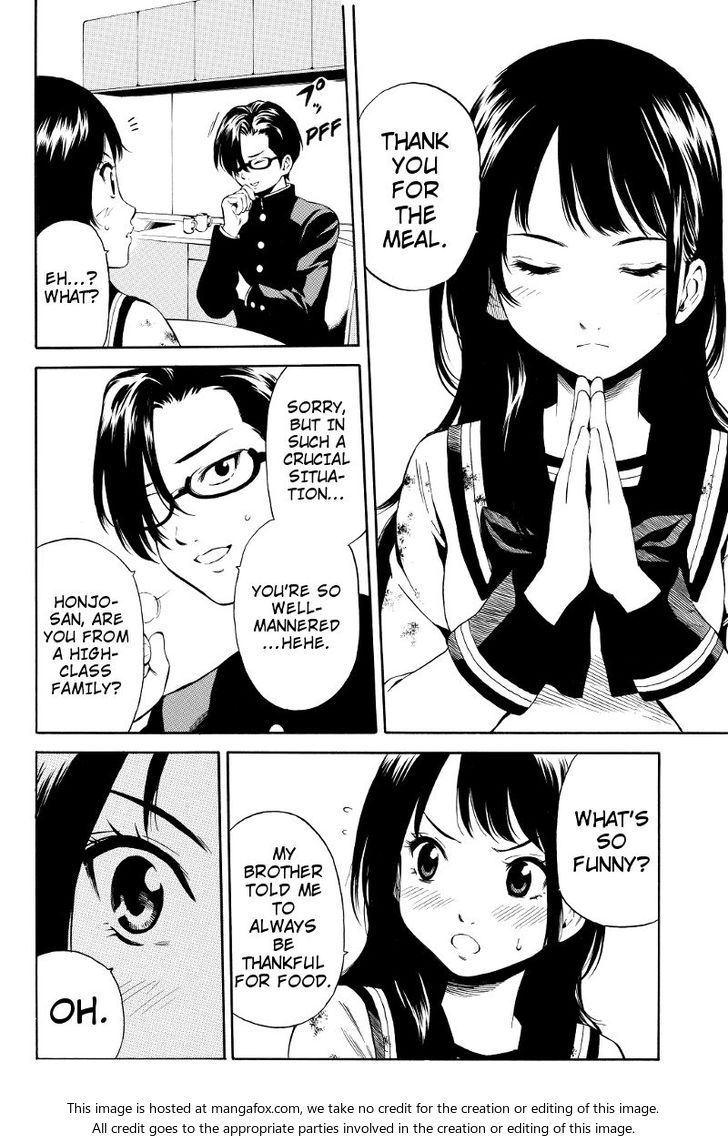 THANK
YOU
FOR
THE
MEAL.
プッ
PFF
EH...?
WHAT?
SORRY,
BUT IN
SUCH A
CRUCIAL
SITUA-
TION...
YOU'RE SO
WELL-
MANNERED
...HEHE.
HONJO-
SAN, ARE
YOU FROM
A HIGH-
CLASS
FAMILY?
WHAT'S
SO
FUNNY?
MY
BROTHER
TOLD ME
TO
ALWAYS
BE
THANKFUL
FOR FOOD.
OH.
This image is hosted at mangafox.com, we take no credit for the creation or editing of this image.
All credit goes to the appropriate parties involved in the creation or editing of this image.